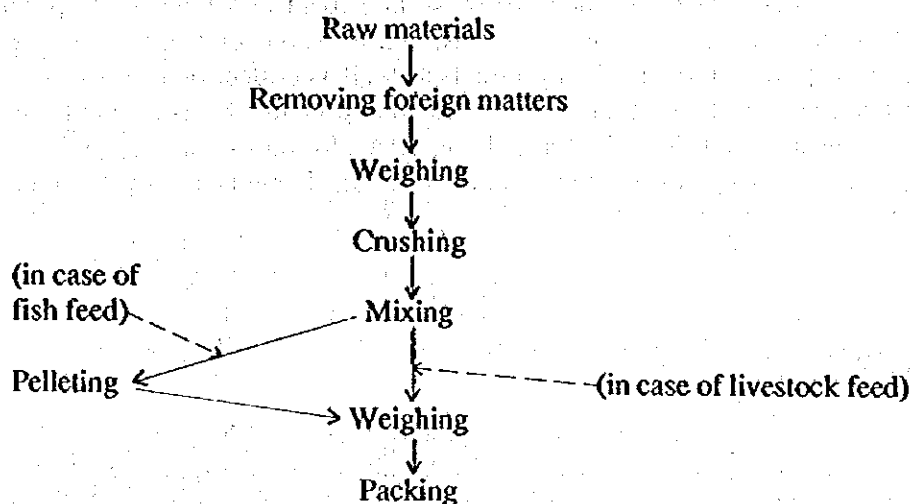 Raw materials
Removing foreign matters
Weighing
Crushing
(in case of
fish feed)
Mixing
Pelleting
(in case of livestock feed)
Weighing
Packing